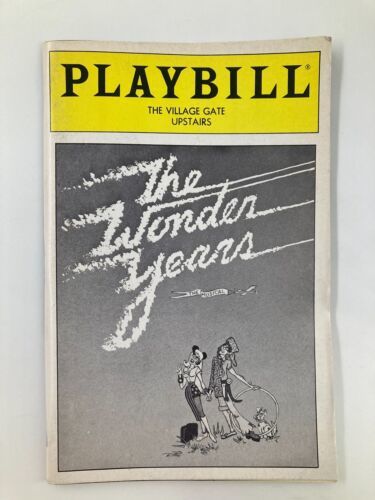 PLAYBILL®
THE VILLAGE GATE
UPSTAIRS
The
Wonder
Years
THE MUSICAL